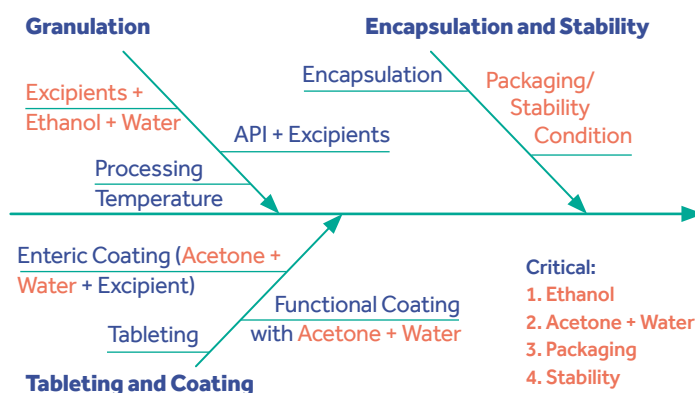 Granulation
Excipients +
Ethanol + Water
API + Excipients
Processing
Temperature
Encapsulation and Stability
Encapsulation
Packaging/
Stability
Condition
Enteric Coating (Acetone +
Water + Excipient)
Functional Coating
with Acetone + Water
Tableting
Tableting and Coating
Critical:
1. Ethanol
2. Acetone + Water
3. Packaging
4. Stability